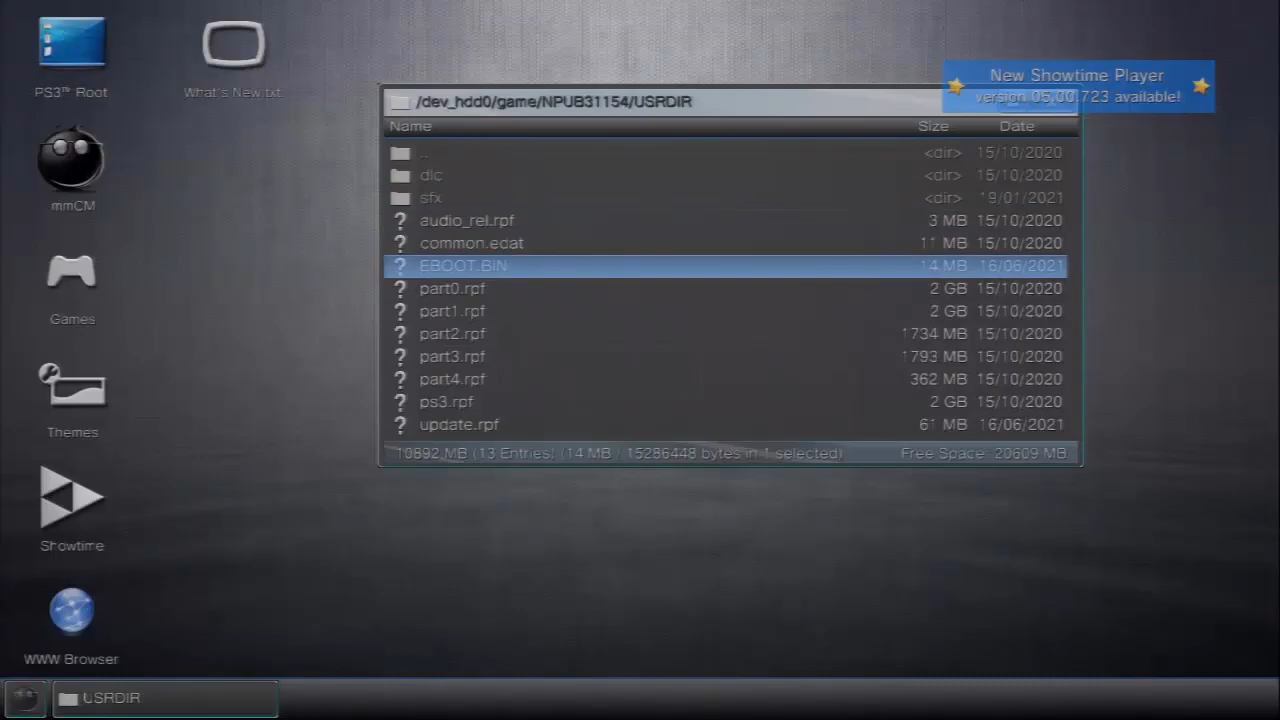 PS3™ Root
What's New.txt
mmCM
Games
Themes
Showtime
WWW Browser
New Showtime Player
version 05.00.723 available!
/dev_hdd0/game/NPUB31154/USRDIR
Name Size Date
.. <dir> 15/10/2020
dlc <dir> 15/10/2020
sfx <dir> 19/01/2021
? audio_rel.rpf 3 MB 15/10/2020
? common.edat 11 MB 15/10/2020
? EBOOT.BIN 14 MB 16/06/2021
? part0.rpf 2 GB 15/10/2020
? part1.rpf 2 GB 15/10/2020
? part2.rpf 1734 MB 15/10/2020
? part3.rpf 1793 MB 15/10/2020
? part4.rpf 362 MB 15/10/2020
? ps3.rpf 2 GB 15/10/2020
? update.rpf 61 MB 16/06/2021
10892 MB (13 Entries) (14 MB / 15286448 bytes in 1 selected) Free Space: 20609 MB
USRDIR